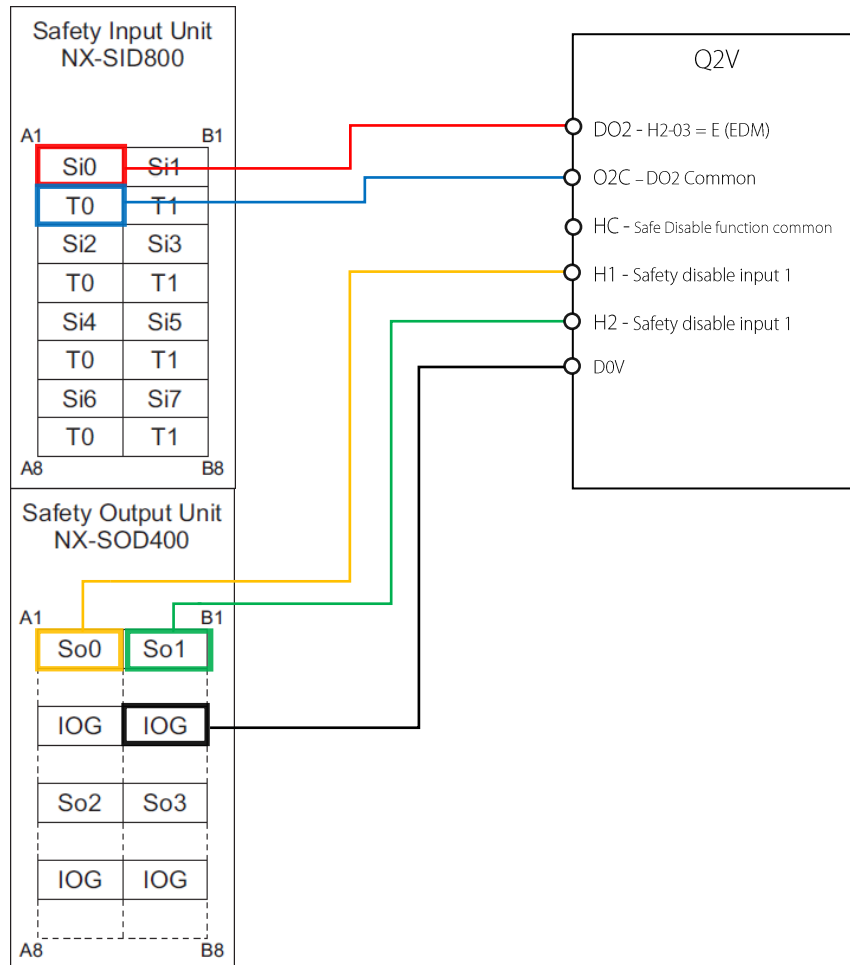 Safety Input Unit
NX-SID800
A1 B1
Si0 Si1
T0 T1
Si2 Si3
T0 T1
Si4 Si5
T0 T1
Si6 Si7
T0 T1
A8 B8
Safety Output Unit
NX-SOD400
A1 B1
So0 So1
IOG IOG
So2 So3
IOG IOG
A8 B8
Q2V
DO2 - H2-03 = E (EDM)
O2C – DO2 Common
HC - Safe Disable function common
H1 - Safety disable input 1
H2 - Safety disable input 1
D0V